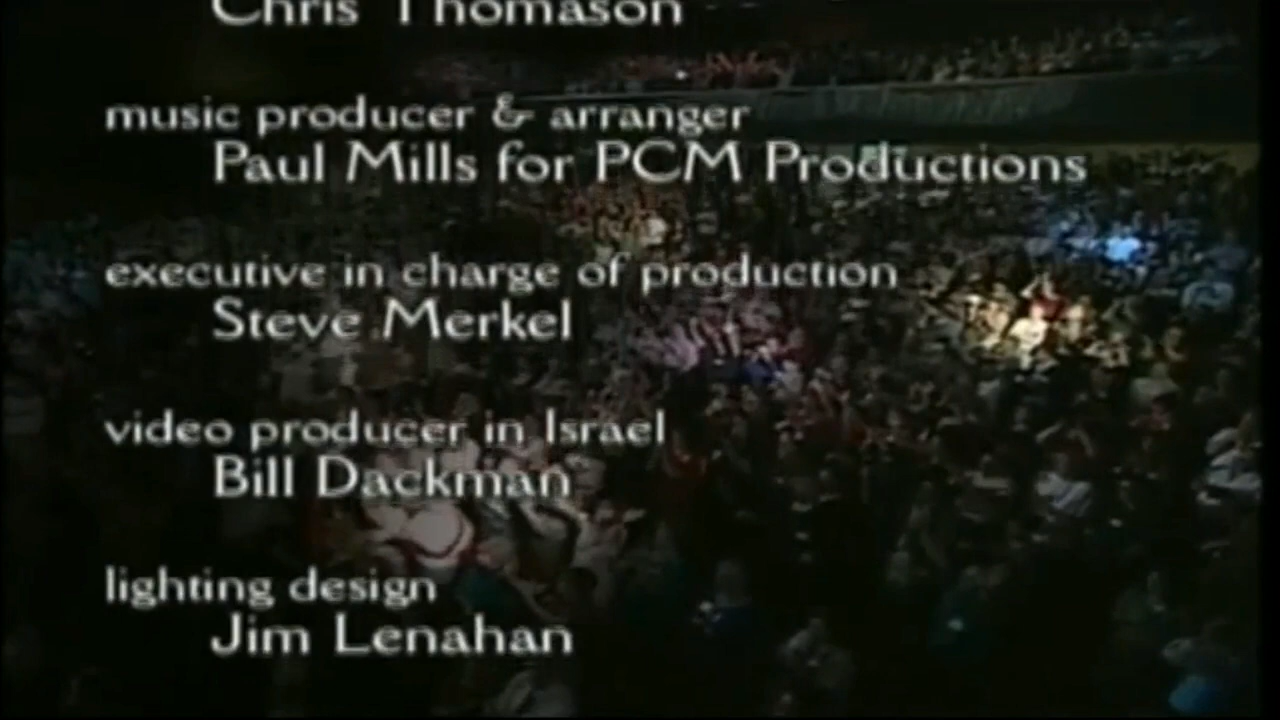 Chris Thomason
music producer & arranger
Paul Mills for PCM Productions
executive in charge of production
Steve Merkel
video producer in Israel
Bill Dackman
lighting design
Jim Lenahan